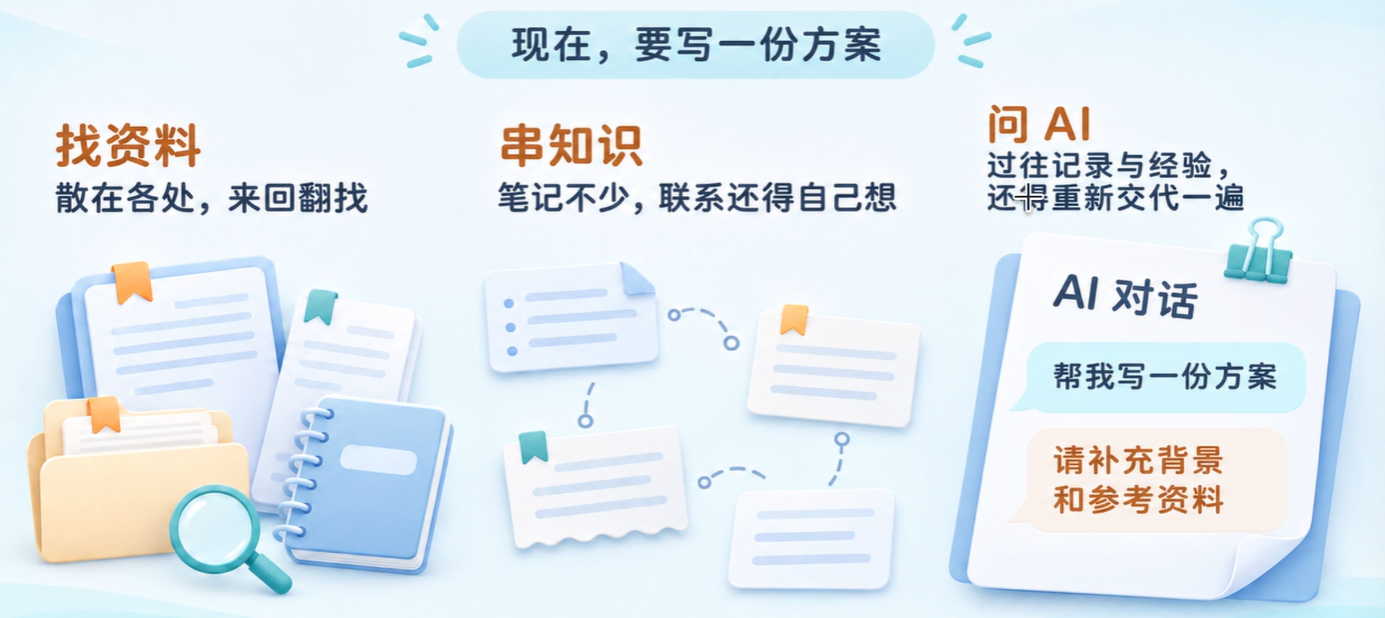 现在，要写一份方案
找资料
散在各处，来回翻找
串知识
笔记不少，联系还得自己想
问 AI
过往记录与经验，
还得重新交代一遍
AI 对话
帮我写一份方案
请补充背景
和参考资料